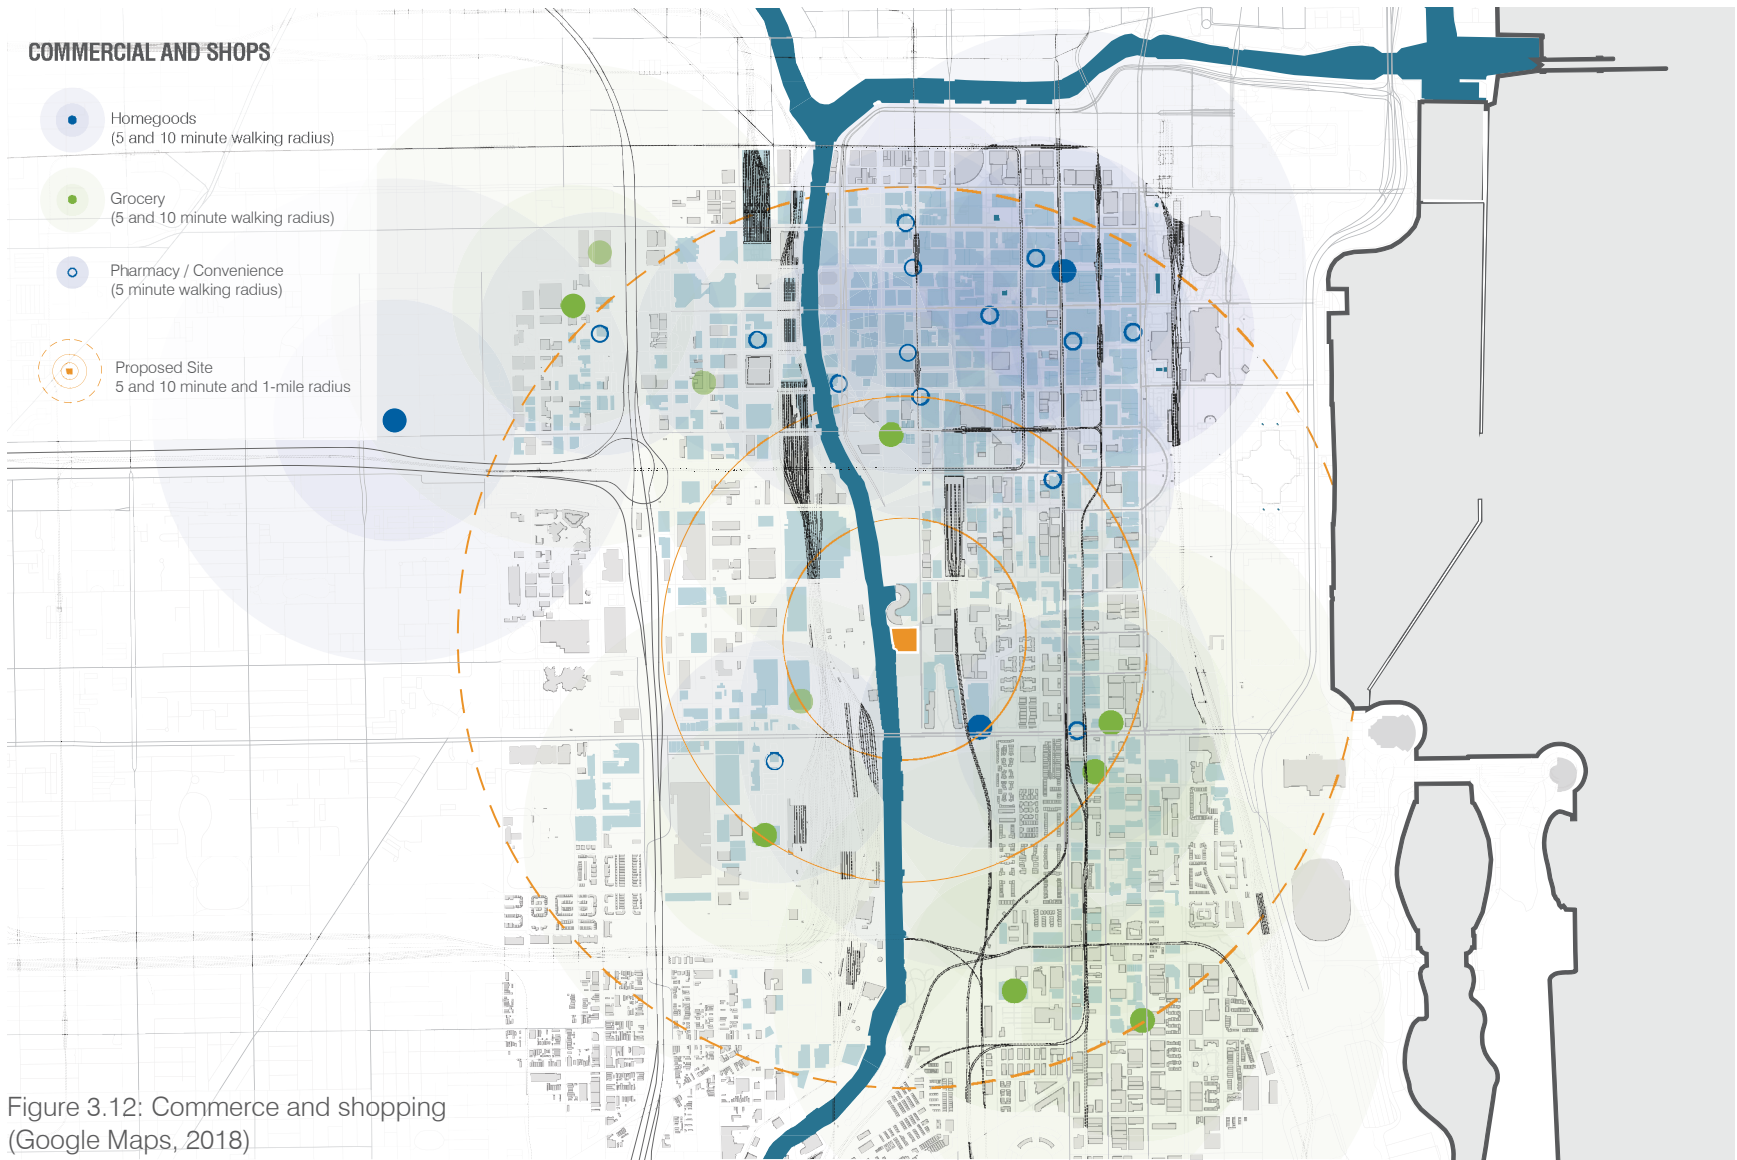 COMMERCIAL AND SHOPS
Homegoods
(5 and 10 minute walking radius)
Grocery
(5 and 10 minute walking radius)
Pharmacy / Convenience
(5 minute walking radius)
Proposed Site
5 and 10 minute and 1-mile radius
Figure 3.12: Commerce and shopping
(Google Maps, 2018)